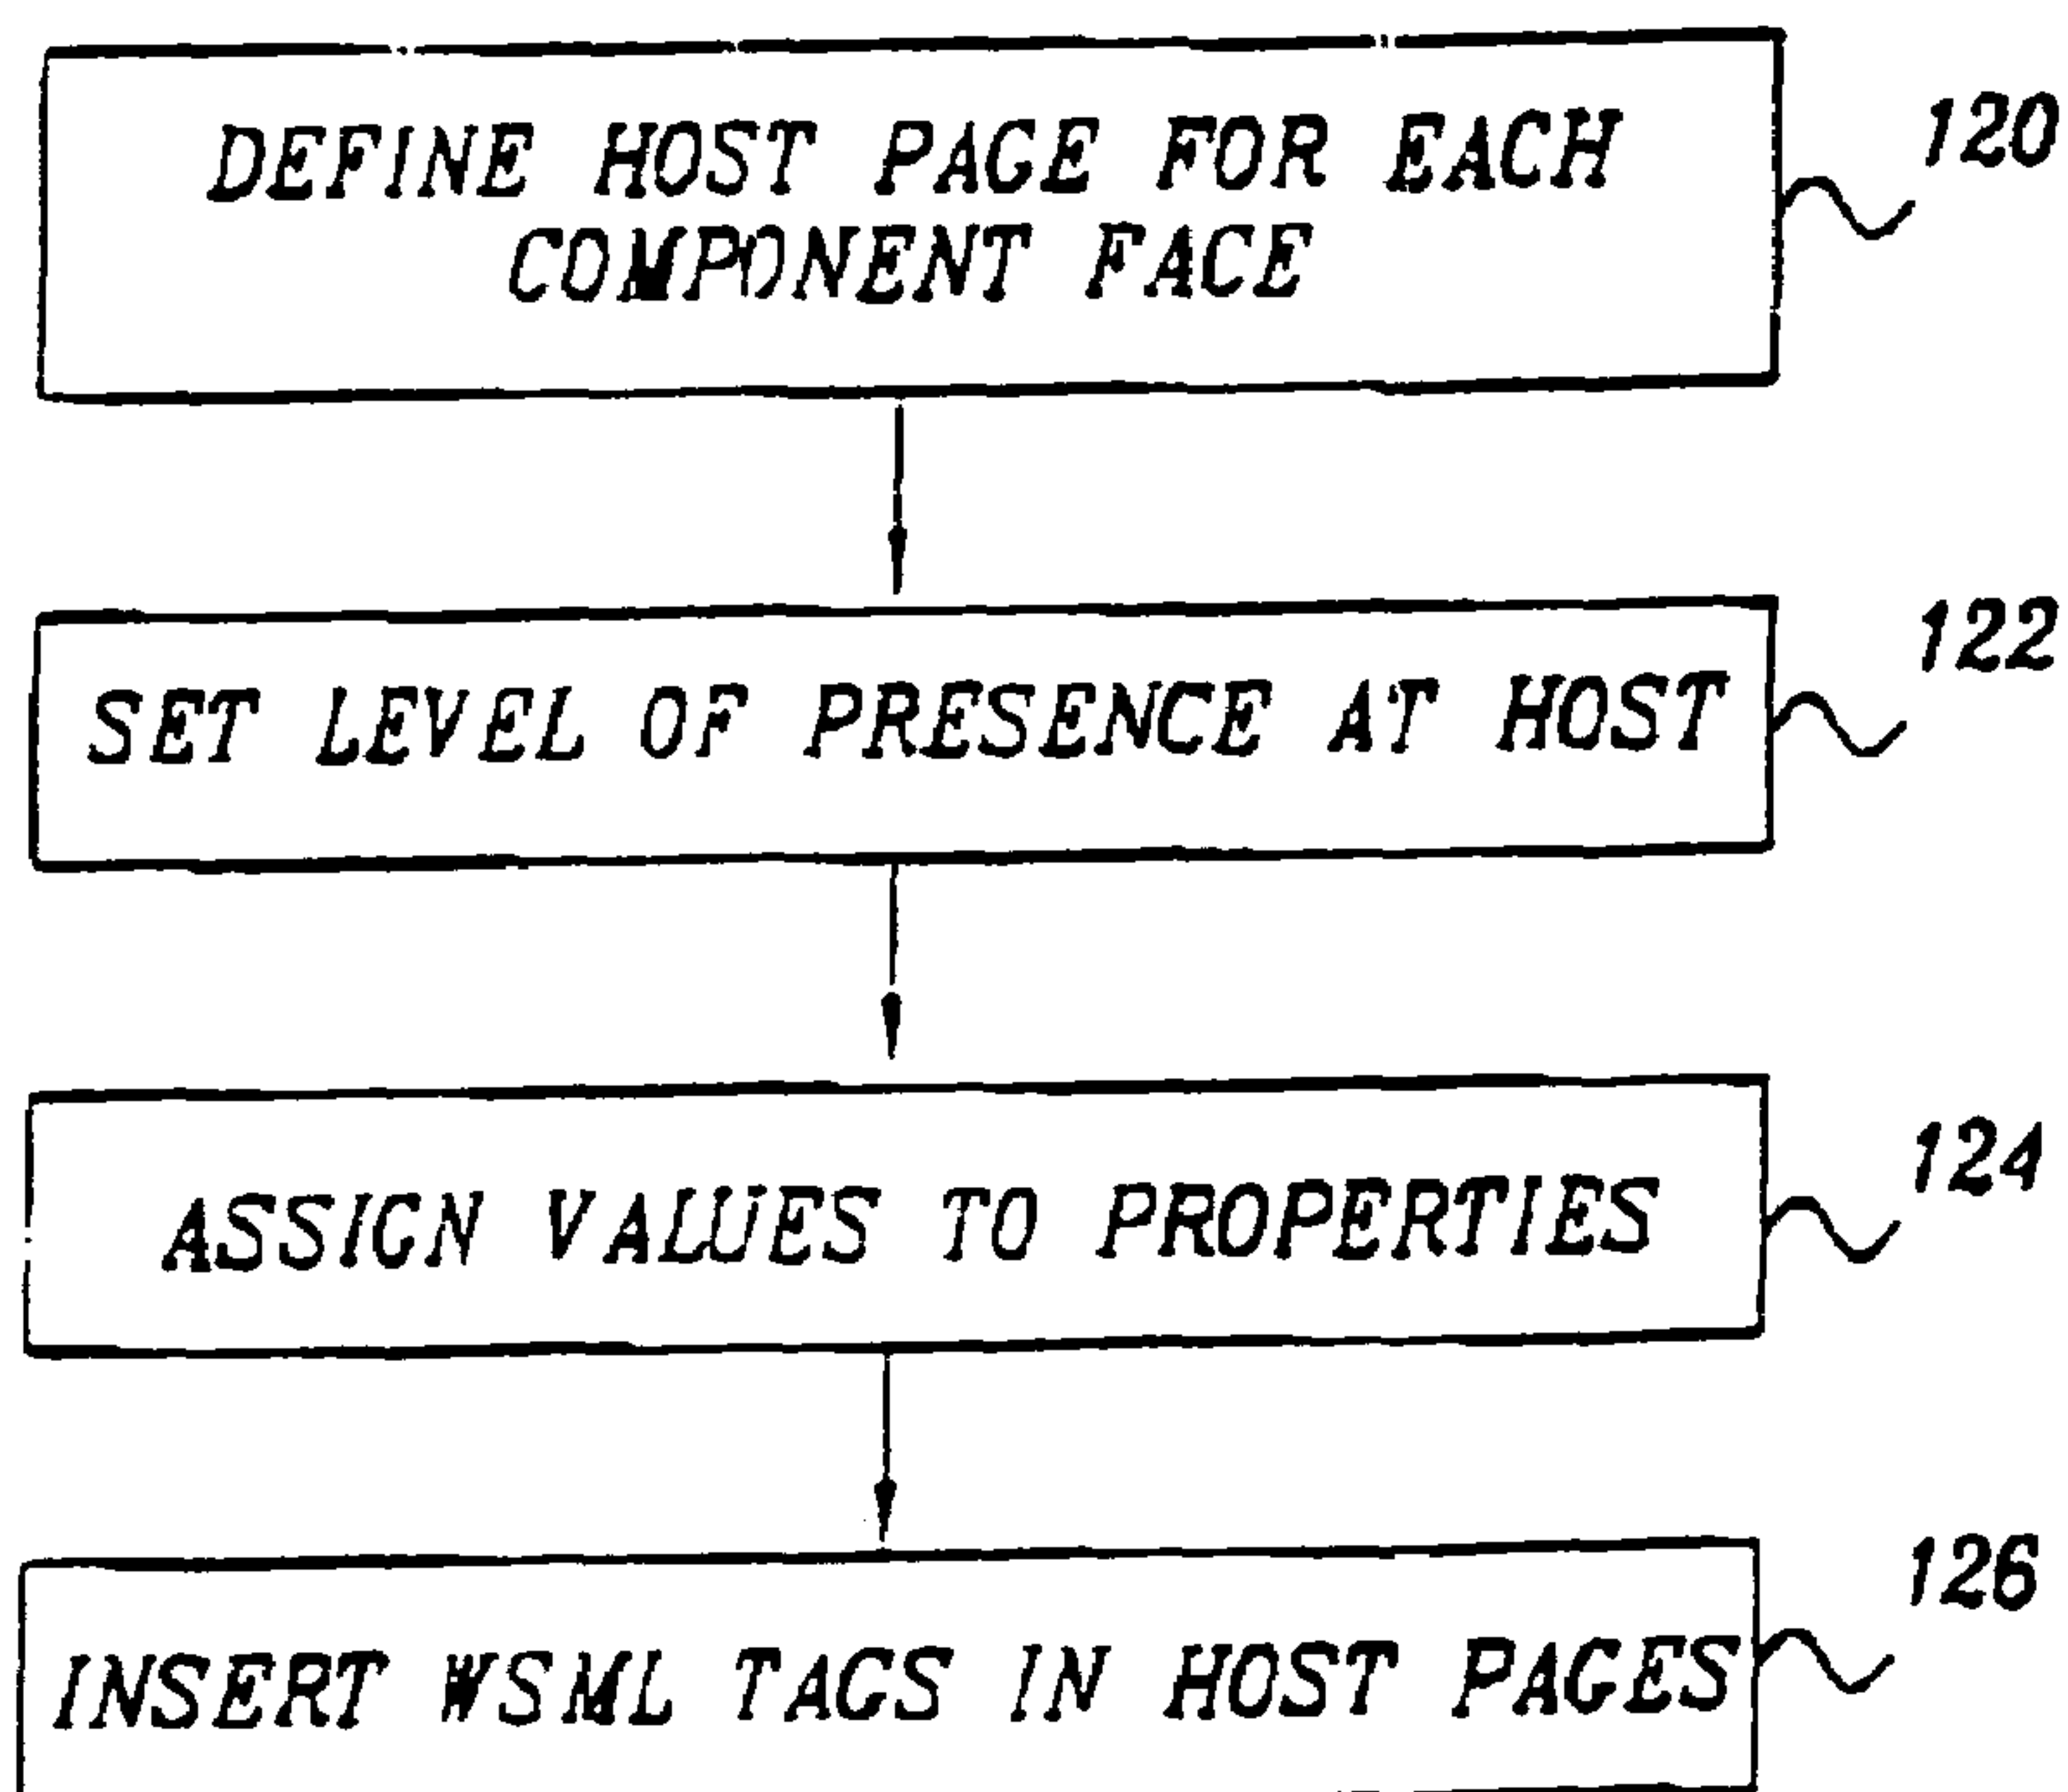 DEFINE HOST PAGE FOR EACH
COMPONENT FACE
120
SET LEVEL OF PRESENCE AT HOST
122
ASSIGN VALUES TO PROPERTIES
124
INSERT WSML TAGS IN HOST PAGES
126